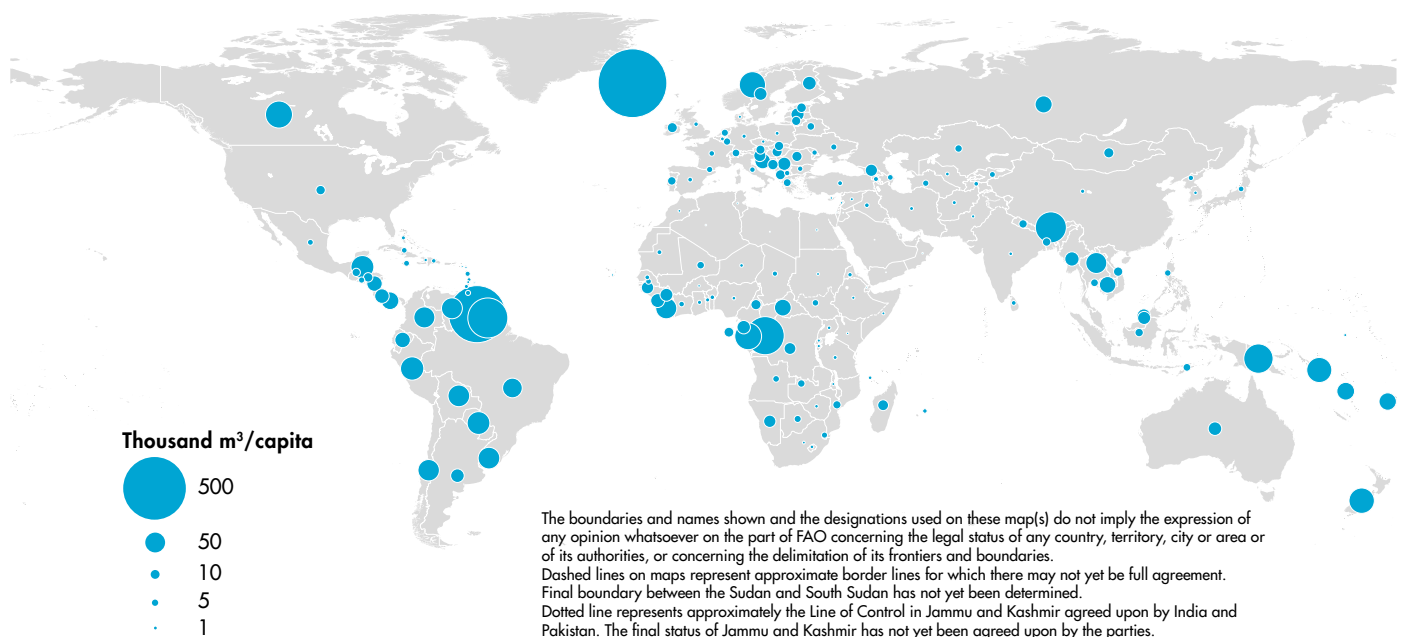 Thousand m³/capita
500
50
10
5
1
The boundaries and names shown and the designations used on these map(s) do not imply the expression of
any opinion whatsoever on the part of FAO concerning the legal status of any country, territory, city or area or
of its authorities, or concerning the delimitation of its frontiers and boundaries.
Dashed lines on maps represent approximate border lines for which there may not yet be full agreement.
Final boundary between the Sudan and South Sudan has not yet been determined.
Dotted line represents approximately the Line of Control in Jammu and Kashmir agreed upon by India and
Pakistan. The final status of Jammu and Kashmir has not yet been agreed upon by the parties.